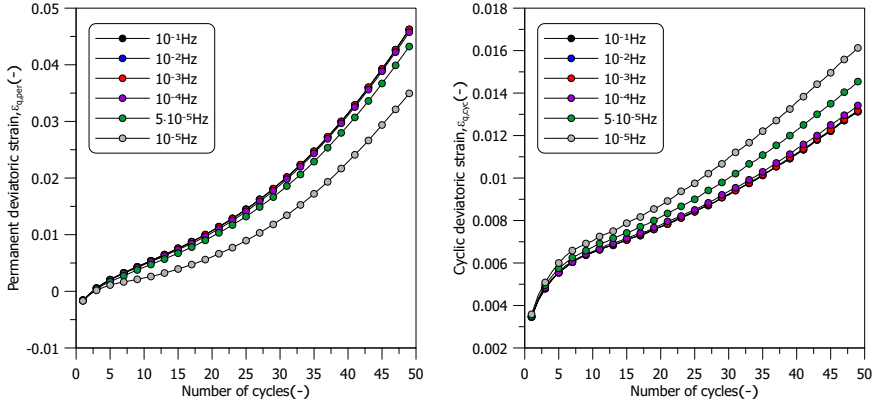 0.05
0.04
0.03
0.02
0.01
0
-0.01
Permanent deviatoric strain,εq,per(-)
10⁻¹Hz
10⁻²Hz
10⁻³Hz
10⁻⁴Hz
5·10⁻⁵Hz
10⁻⁵Hz
0 5 10 15 20 25 30 35 40 45 50
Number of cycles(-)
0.018
0.016
0.014
0.012
0.01
0.008
0.006
0.004
0.002
Cyclic deviatoric strain,εq,cyc(-)
10⁻¹Hz
10⁻²Hz
10⁻³Hz
10⁻⁴Hz
5·10⁻⁵Hz
10⁻⁵Hz
0 5 10 15 20 25 30 35 40 45 50
Number of cycles(-)